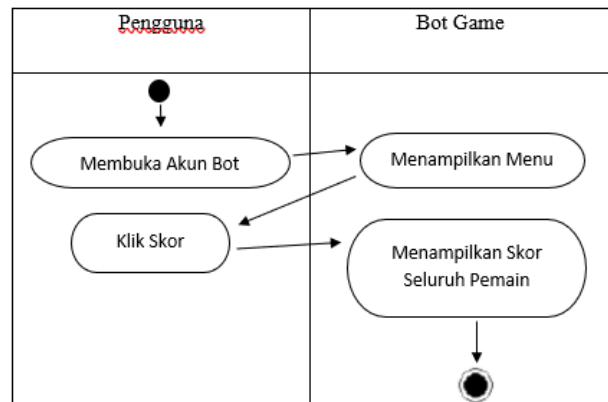 Pengguna
Bot Game
Membuka Akun Bot
Menampilkan Menu
Klik Skor
Menampilkan Skor
Seluruh Pemain